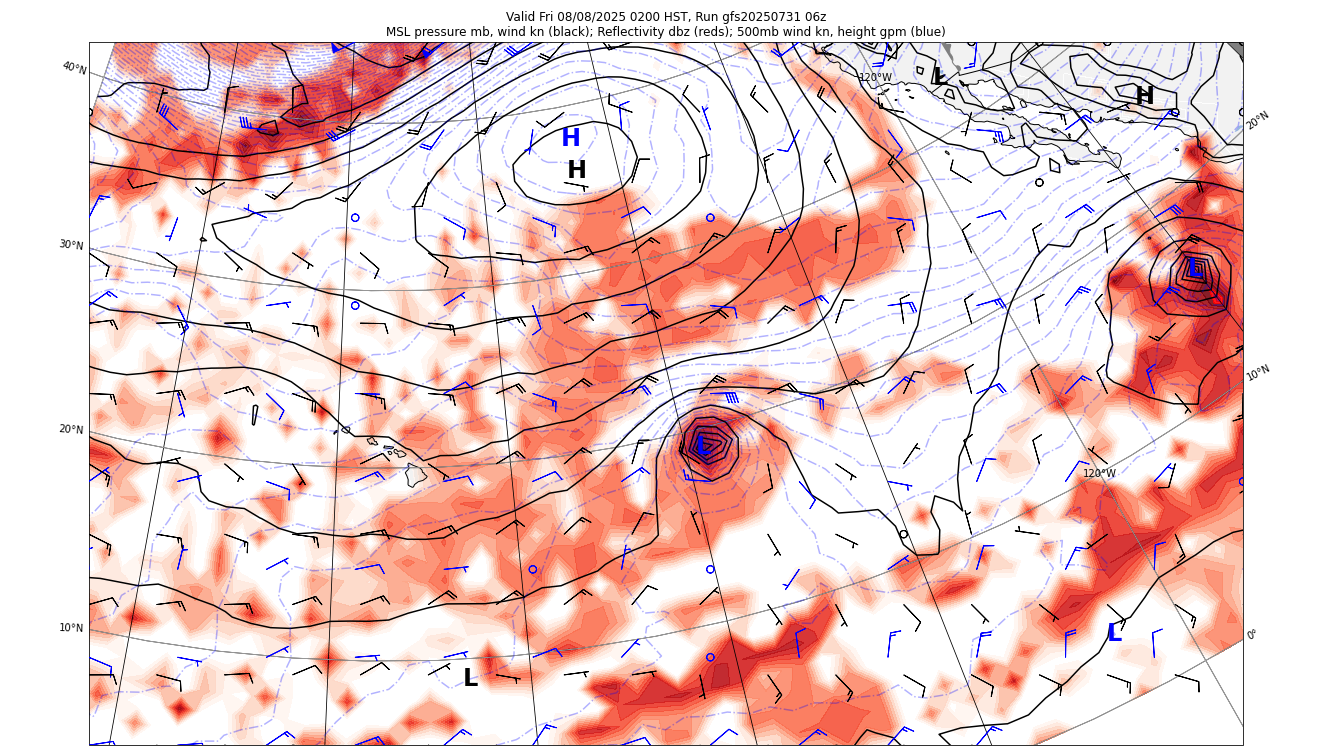 Valid Fri 08/08/2025 0200 HST, Run gfs20250731 06z
MSL pressure mb, wind kn (black); Reflectivity dbz (reds); 500mb wind kn, height gpm (blue)
40°N
120°W
L
H
20°N
H
H
30°N
L
10°N
20°N
L
120°W
10°N
L
0°
L